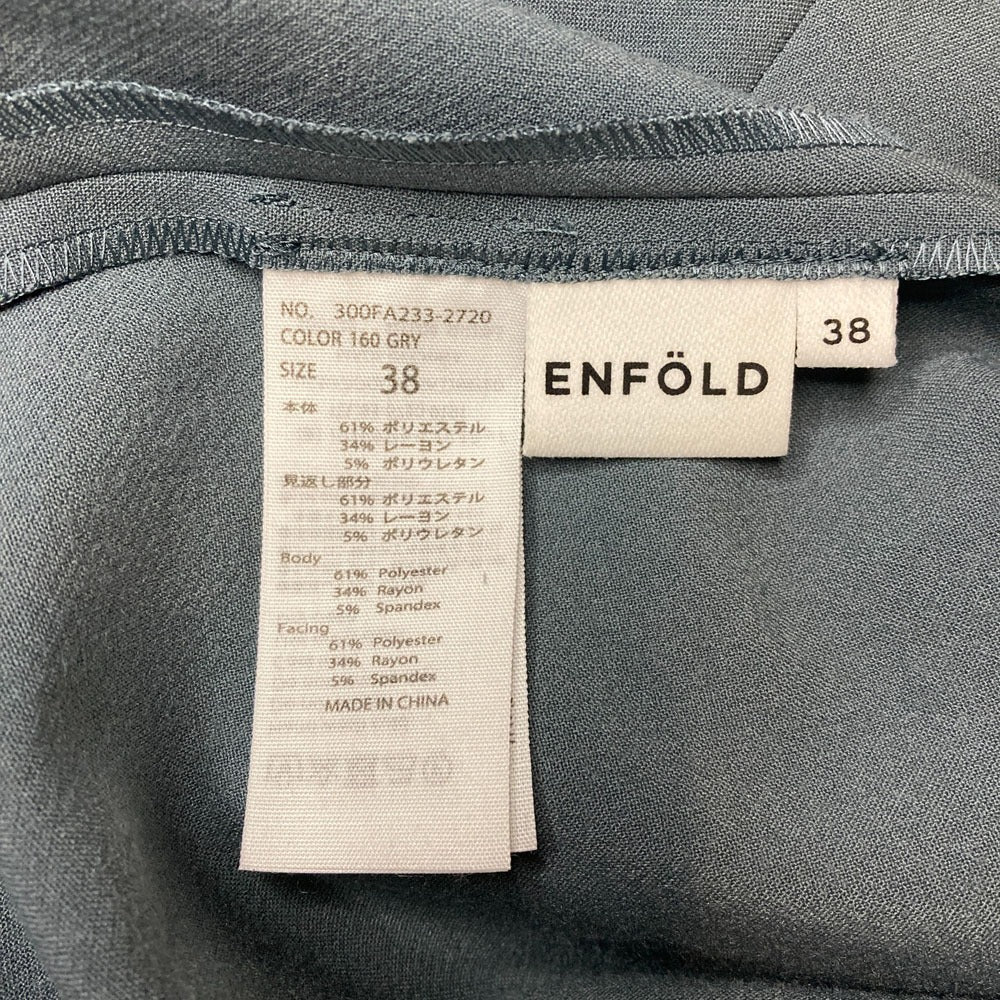 NO. 300FA233-2720
COLOR 160 GRY
SIZE 38
本体
61% ポリエステル
34% レーヨン
5% ポリウレタン
見返し部分
61% ポリエステル
34% レーヨン
5% ポリウレタン
Body
61% Polyester
34% Rayon
5% Spandex
Facing
61% Polyester
34% Rayon
5% Spandex
MADE IN CHINA
ENFÖLD
38